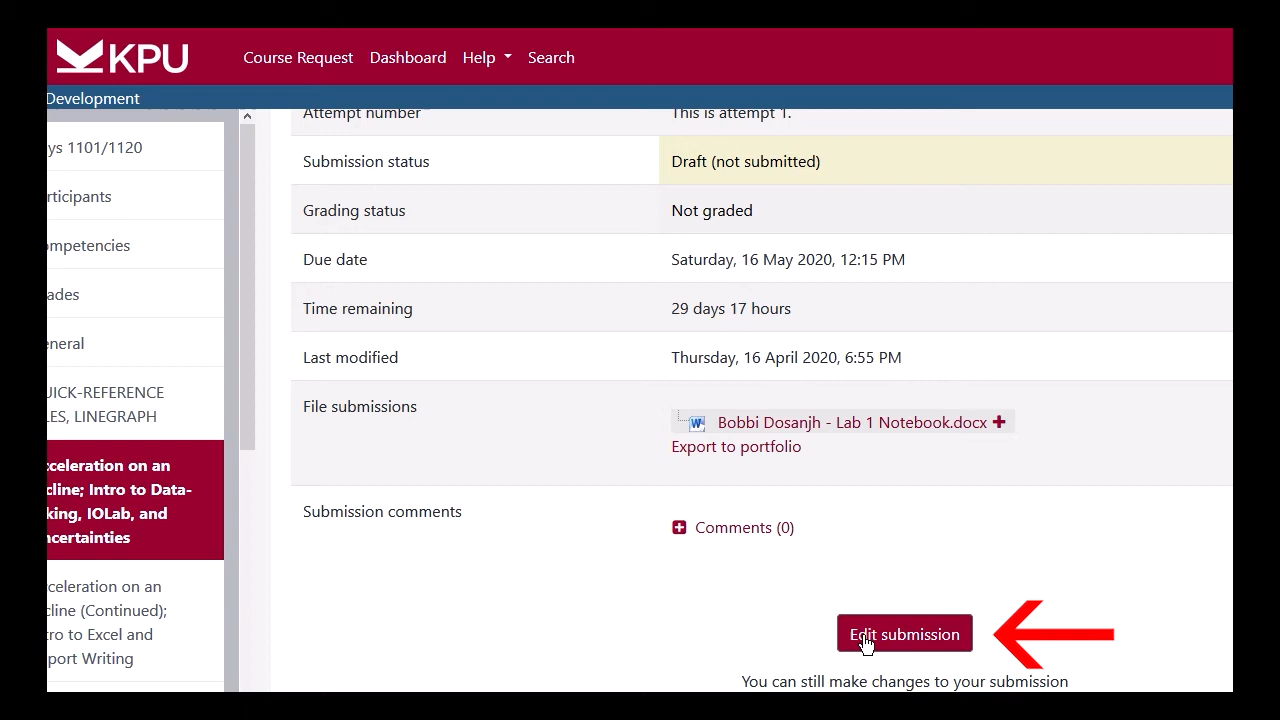 KPU
Course Request Dashboard Help Search
Development
Attempt number This is attempt 1.
ys 1101/1120
Submission status Draft (not submitted)
rticipants
Grading status Not graded
mpetencies
Due date Saturday, 16 May 2020, 12:15 PM
ades
Time remaining 29 days 17 hours
eneral
Last modified Thursday, 16 April 2020, 6:55 PM
UICK-REFERENCE
LES, LINEGRAPH
File submissions
Bobbi Dosanjh - Lab 1 Notebook.docx
Export to portfolio
cceleration on an
cline; Intro to Data-
king, IOLab, and
ncertainties
Submission comments
Comments (0)
cceleration on an
cline (Continued);
tro to Excel and
port Writing
Edit submission
You can still make changes to your submission